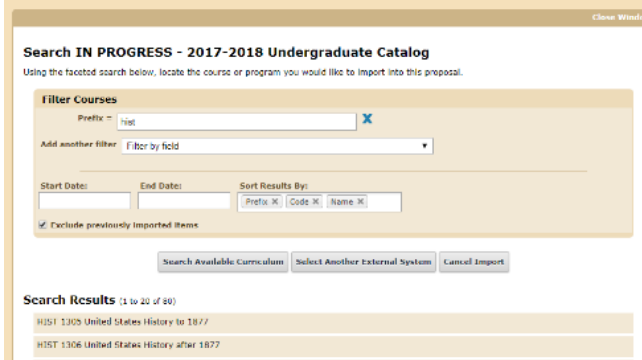 Close Wind
Search IN PROGRESS - 2017-2018 Undergraduate Catalog
Using the faceted search below, locate the course or program you would like to import into this proposal.
Filter Courses
Prefix = hist X
Add another filter Filter by field
Start Date: End Date: Sort Results By:
Prefix X Code X Name X
Exclude previously imported items
Search Available Curriculum Select Another External System Cancel Import
Search Results (1 to 20 of 80)
HIST 1305 United States History to 1877
HIST 1306 United States History after 1877